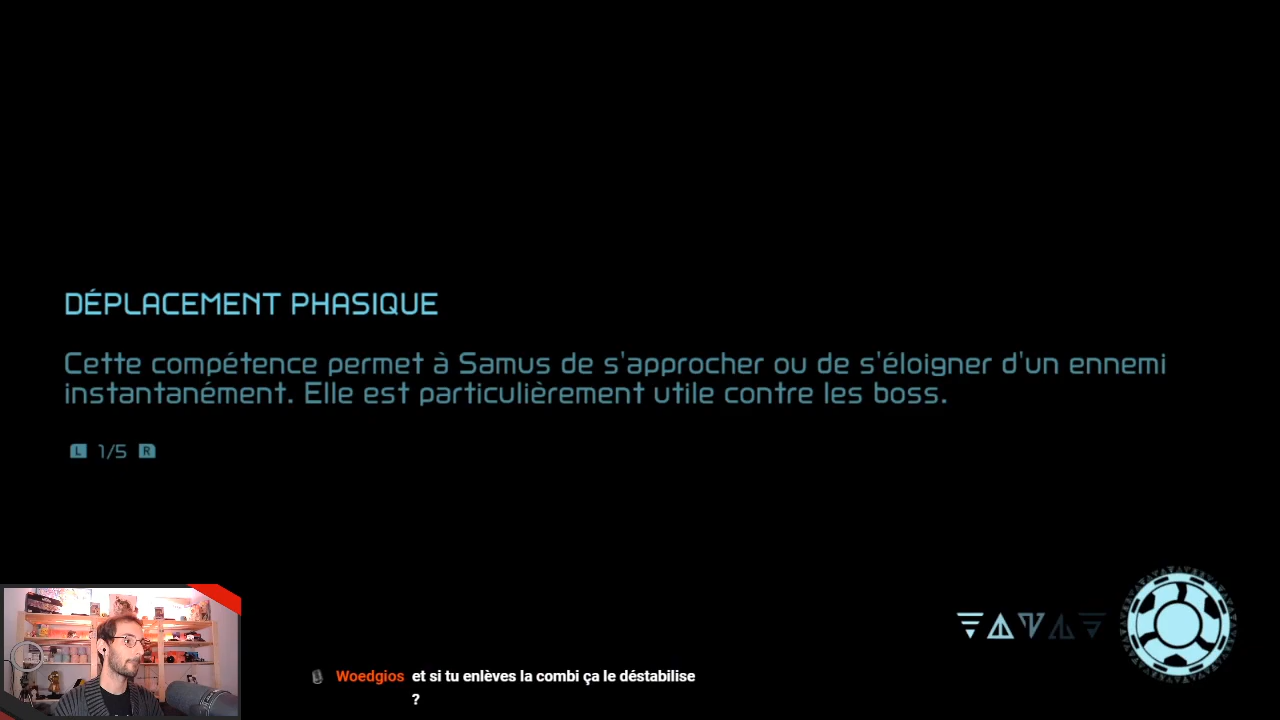 DÉPLACEMENT PHASIQUE
Cette compétence permet à Samus de s'approcher ou de s'éloigner d'un ennemi
instantanément. Elle est particulièrement utile contre les boss.
L 1/5 R
Woedgios et si tu enlèves la combi ça le déstabilise
?